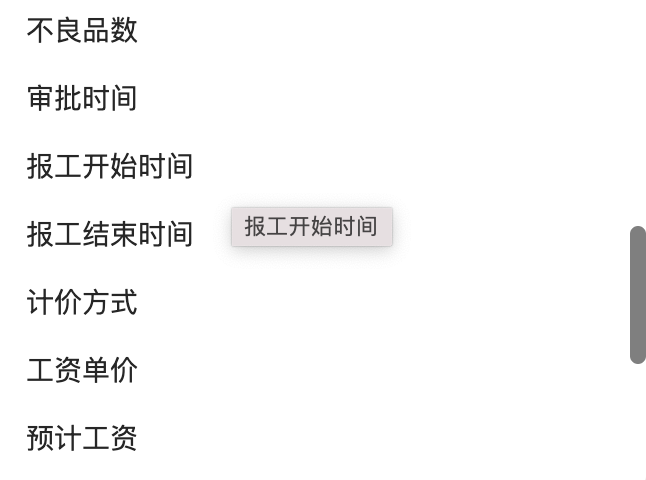 不良品数
审批时间
报工开始时间
报工结束时间
报工开始时间
计价方式
工资单价
预计工资